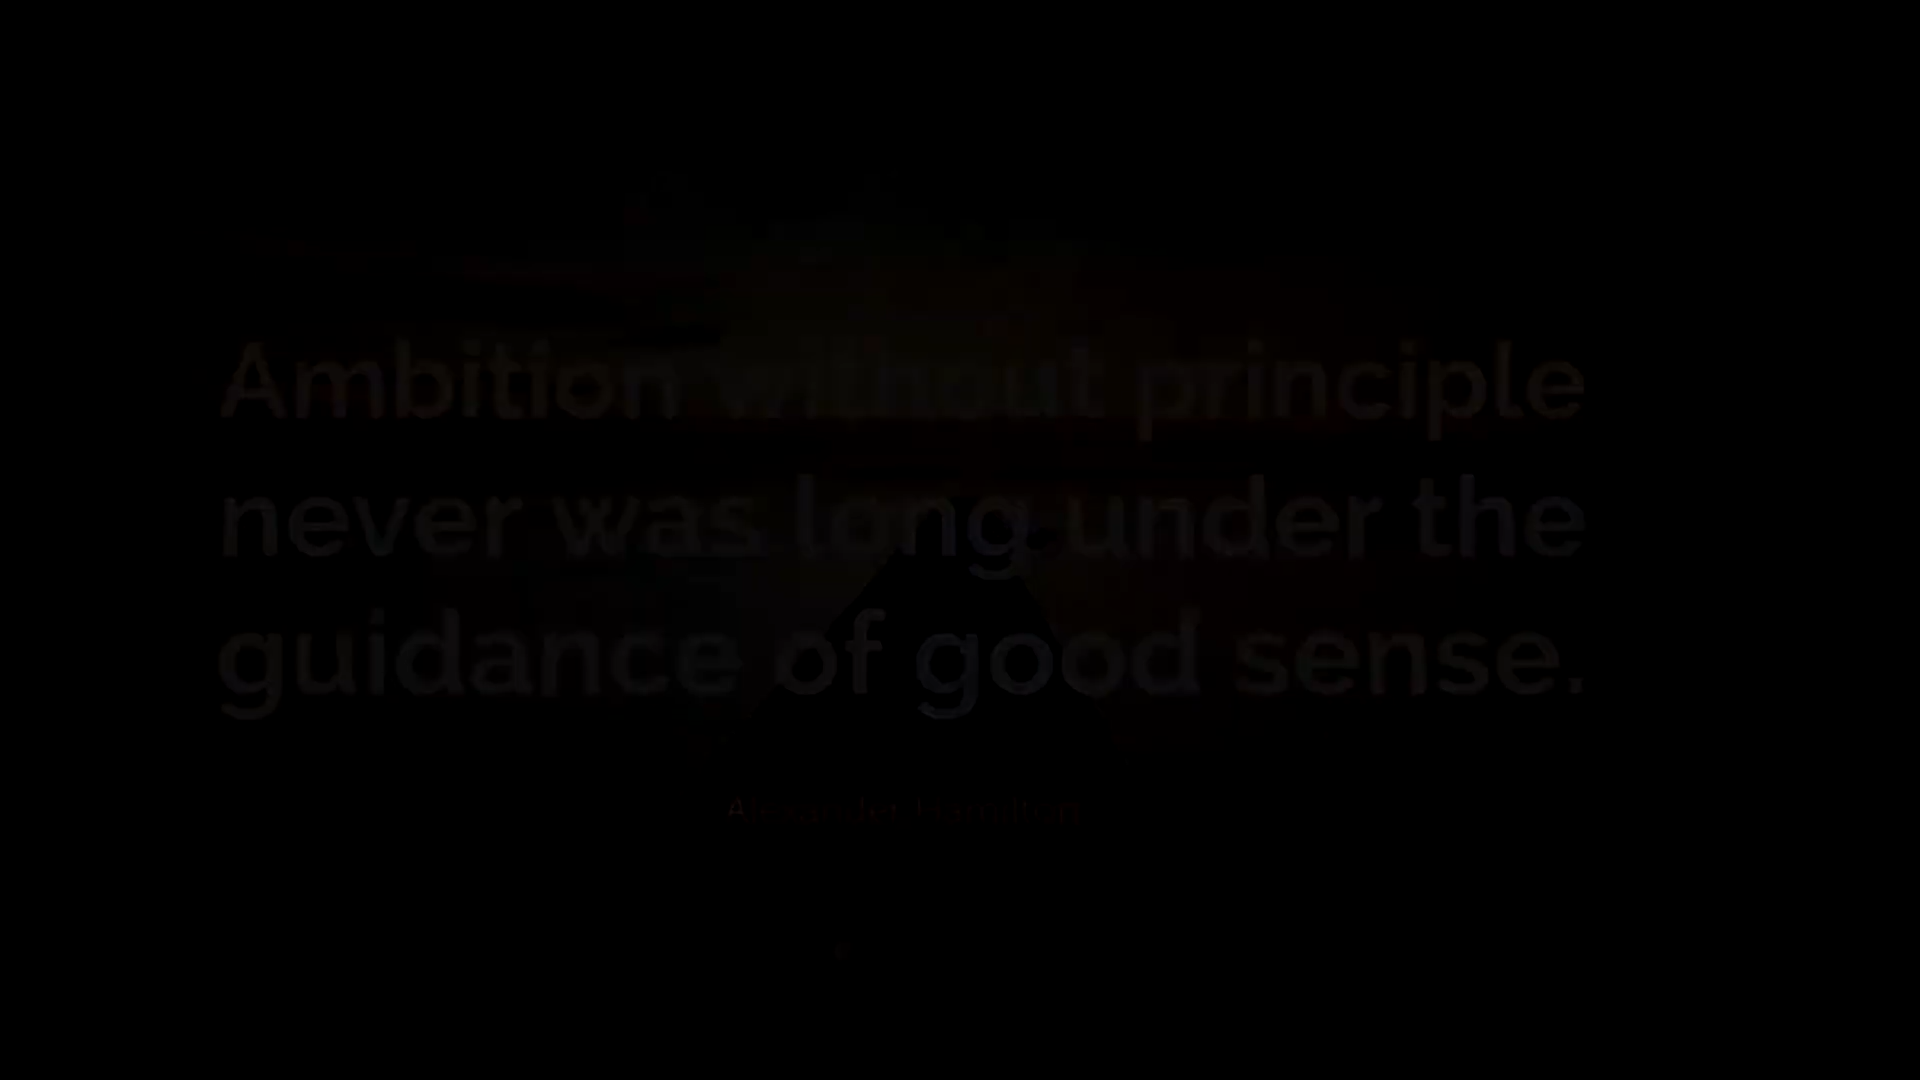 Ambition without principle
never was long under the
guidance of good sense.
Alexander Hamilton